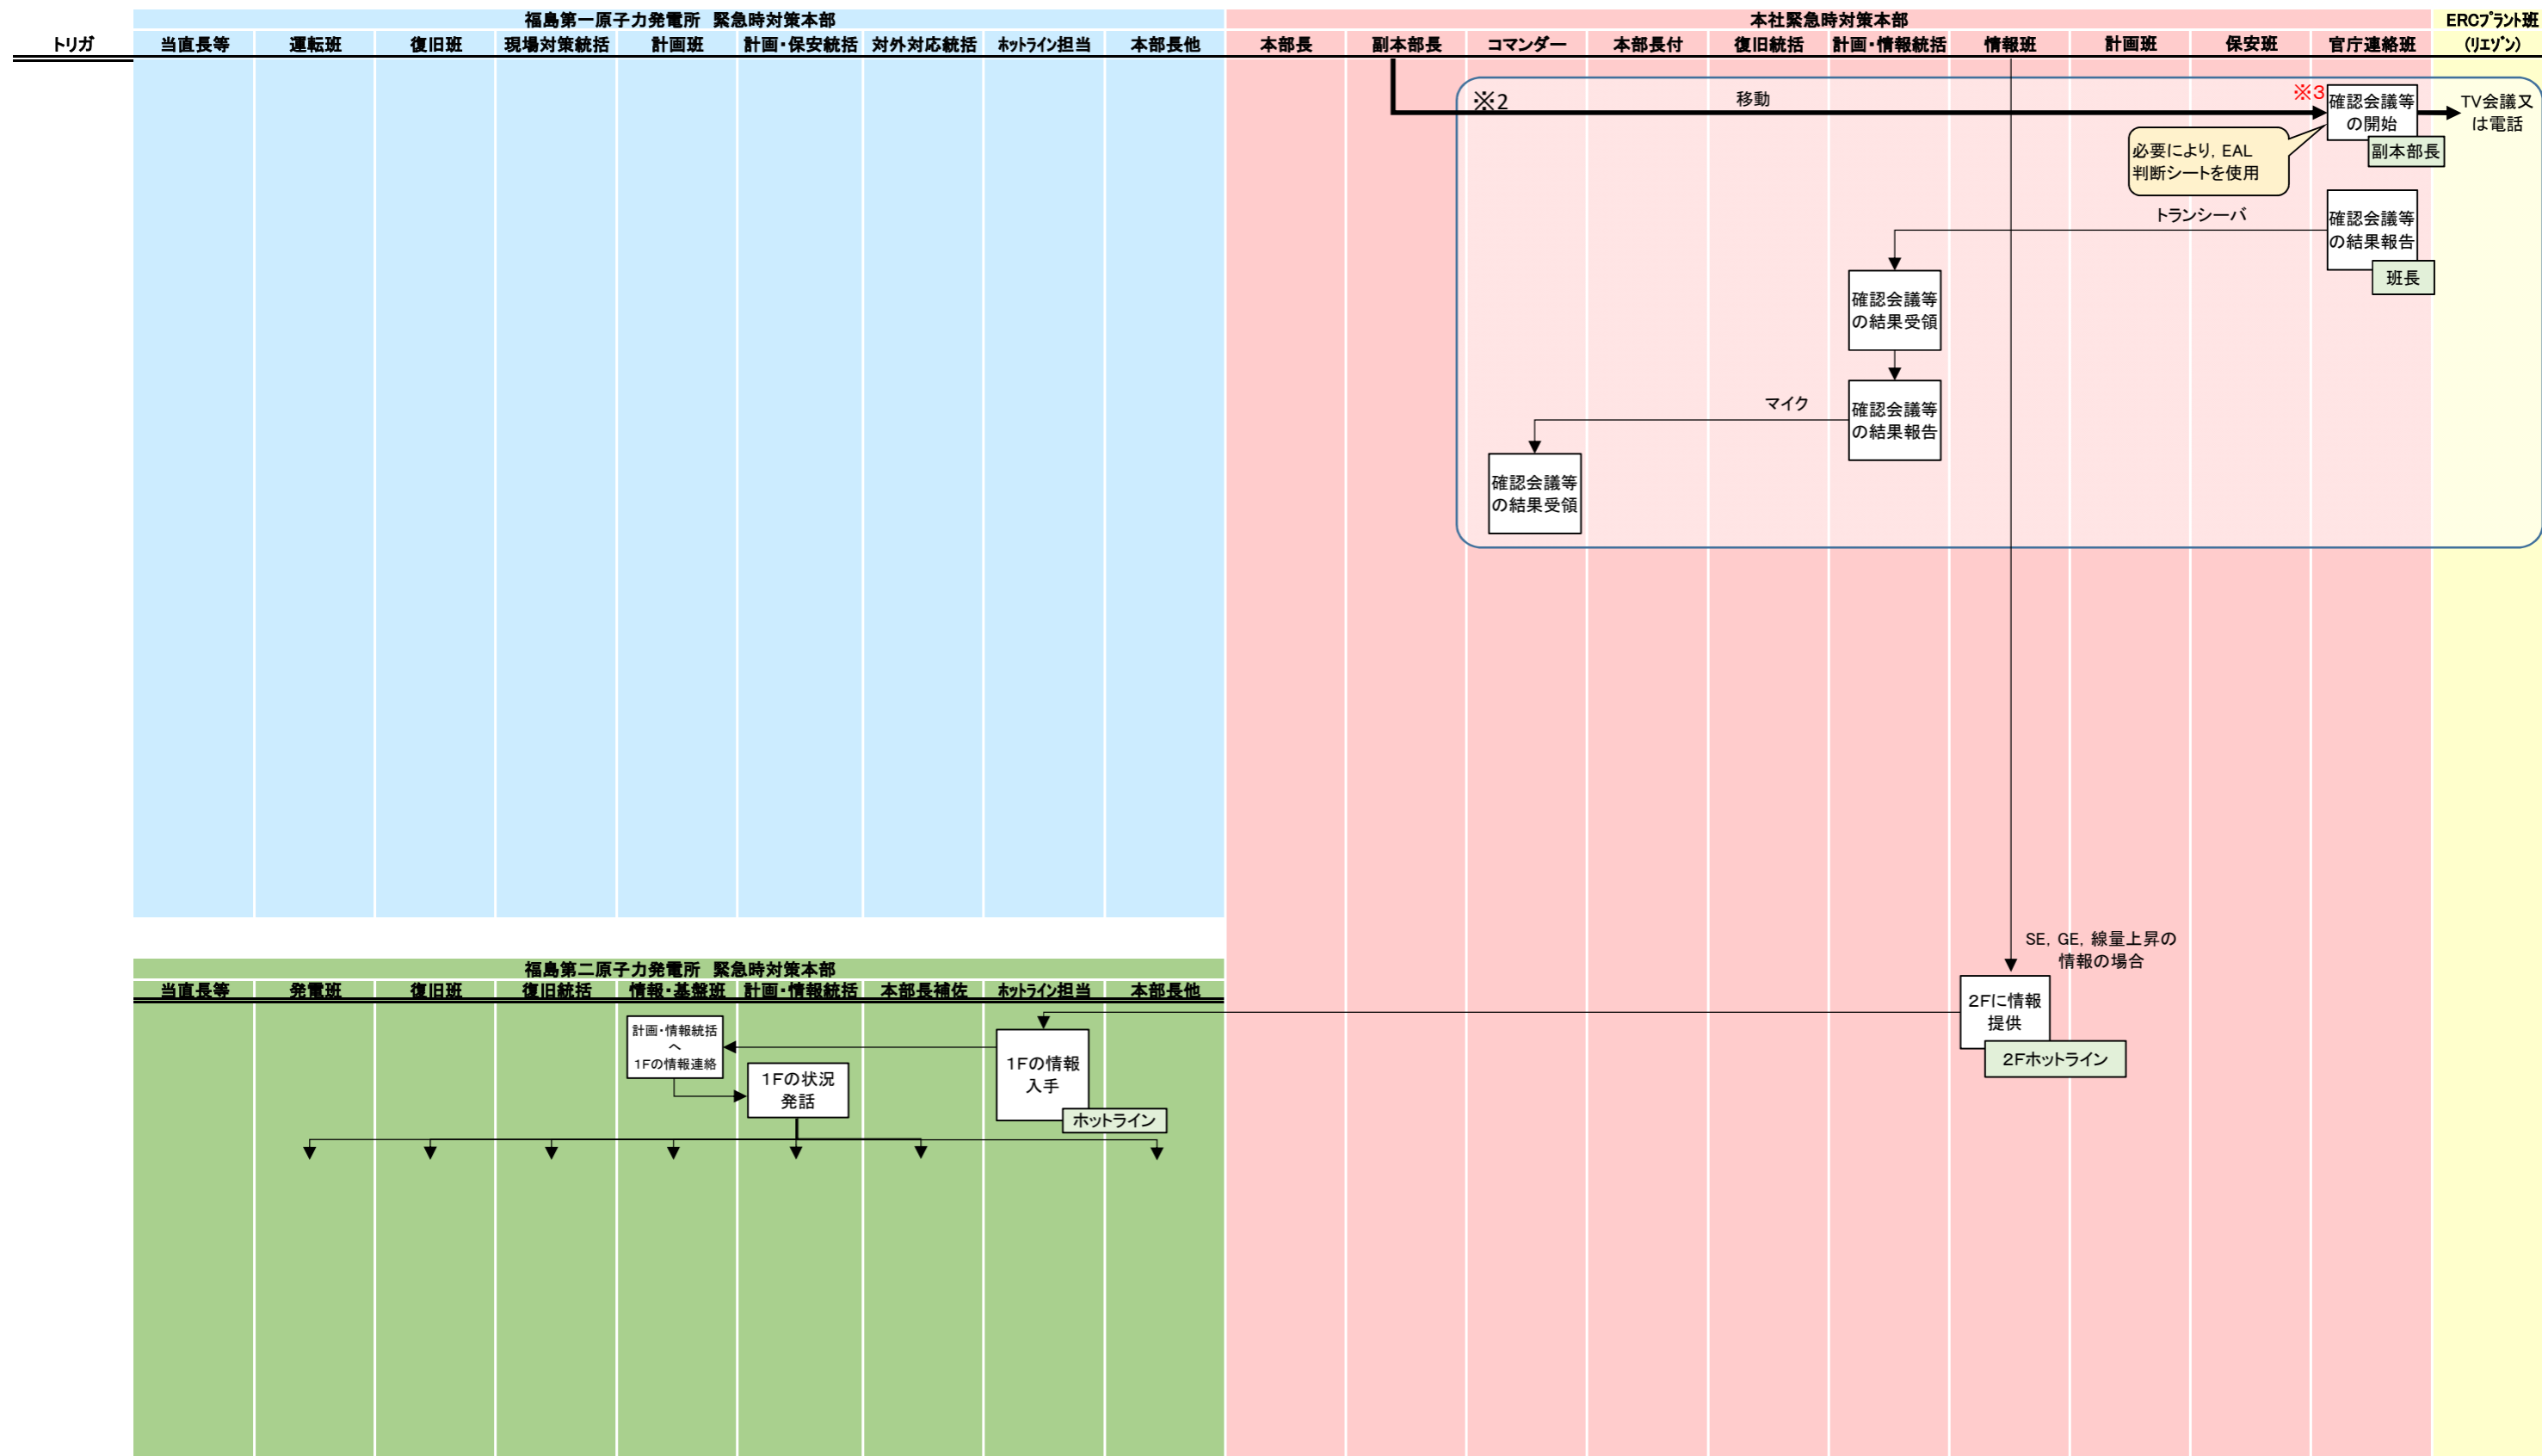 福島第一原子力発電所　緊急時対策本部
本社緊急時対策本部
ERCﾌﾟﾗﾝﾄ班
トリガ
当直長等
運転班
復旧班
現場対策統括
計画班
計画・保安統括
対外対応統括
ﾎｯﾄﾗｲﾝ担当
本部長他
本部長
副本部長
コマンダー
本部長付
復旧統括
計画・情報統括
情報班
計画班
保安班
官庁連絡班
(ﾘｴｿﾞﾝ)
※2
移動
※3
確認会議等
の開始
副本部長
TV会議又
は電話
必要により，EAL
判断シートを使用
トランシーバ
確認会議等
の結果報告
班長
確認会議等
の結果受領
マイク
確認会議等
の結果報告
確認会議等
の結果受領
SE，GE，線量上昇の
情報の場合
2Fに情報
提供
2Fホットライン
福島第二原子力発電所　緊急時対策本部
当直長等
発電班
復旧班
復旧統括
情報・基盤班
計画・情報統括
本部長補佐
ﾎｯﾄﾗｲﾝ担当
本部長他
計画・情報統括
へ
1Fの情報連絡
1Fの状況
発話
1Fの情報
入手
ホットライン